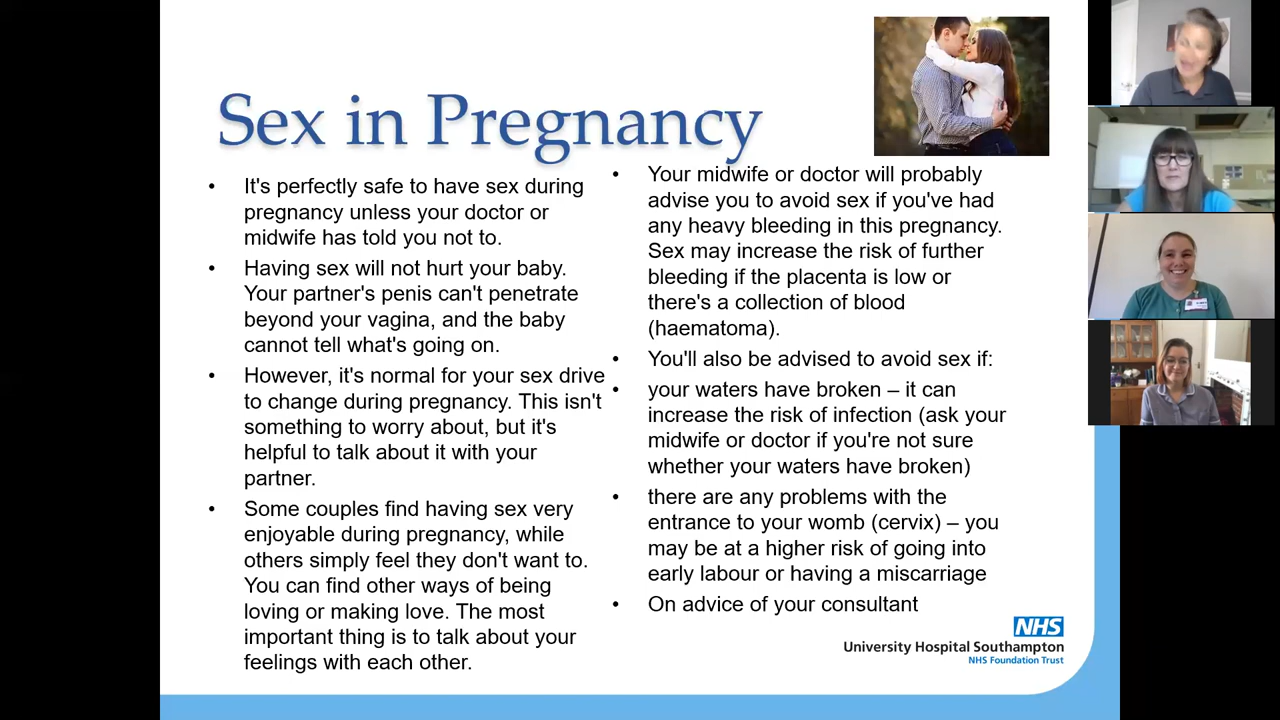 Sex in Pregnancy
• It's perfectly safe to have sex during
pregnancy unless your doctor or
midwife has told you not to.
• Having sex will not hurt your baby.
Your partner's penis can't penetrate
beyond your vagina, and the baby
cannot tell what's going on.
• However, it's normal for your sex drive
to change during pregnancy. This isn't
something to worry about, but it's
helpful to talk about it with your
partner.
• Some couples find having sex very
enjoyable during pregnancy, while
others simply feel they don't want to.
You can find other ways of being
loving or making love. The most
important thing is to talk about your
feelings with each other.
• Your midwife or doctor will probably
advise you to avoid sex if you've had
any heavy bleeding in this pregnancy.
Sex may increase the risk of further
bleeding if the placenta is low or
there's a collection of blood
(haematoma).
• You'll also be advised to avoid sex if:
• your waters have broken – it can
increase the risk of infection (ask your
midwife or doctor if you're not sure
whether your waters have broken)
• there are any problems with the
entrance to your womb (cervix) – you
may be at a higher risk of going into
early labour or having a miscarriage
• On advice of your consultant
NHS
University Hospital Southampton
NHS Foundation Trust